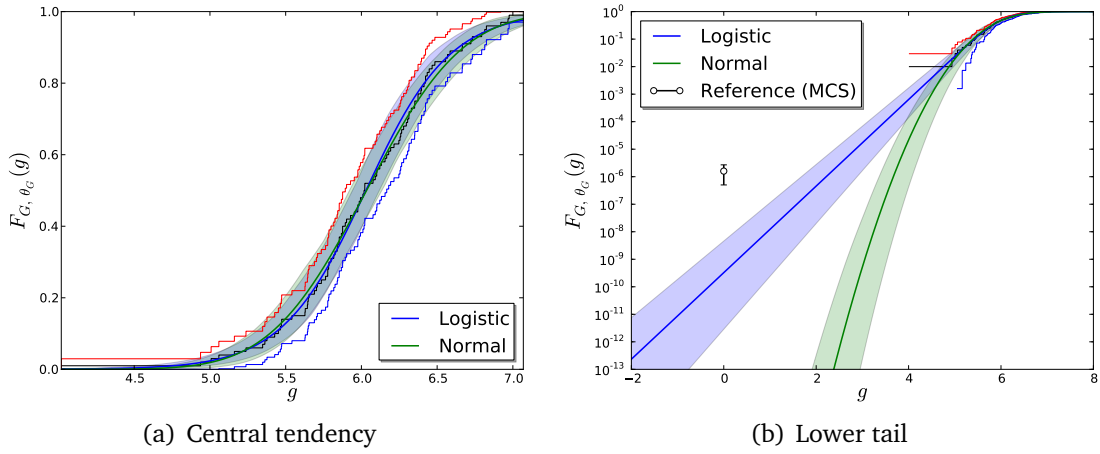 1.0
0.8
0.6
0.4
0.2
0.0
4.5 5.0 5.5 6.0 6.5 7.0
g
F_{G, θ_G}(g)
Logistic
Normal
(a) Central tendency
10^0
10^{-1}
10^{-2}
10^{-3}
10^{-4}
10^{-5}
10^{-6}
10^{-7}
10^{-8}
10^{-9}
10^{-10}
10^{-11}
10^{-12}
10^{-13}
−2 0 2 4 6 8
g
F_{G, θ_G}(g)
Logistic
Normal
Reference (MCS)
(b) Lower tail